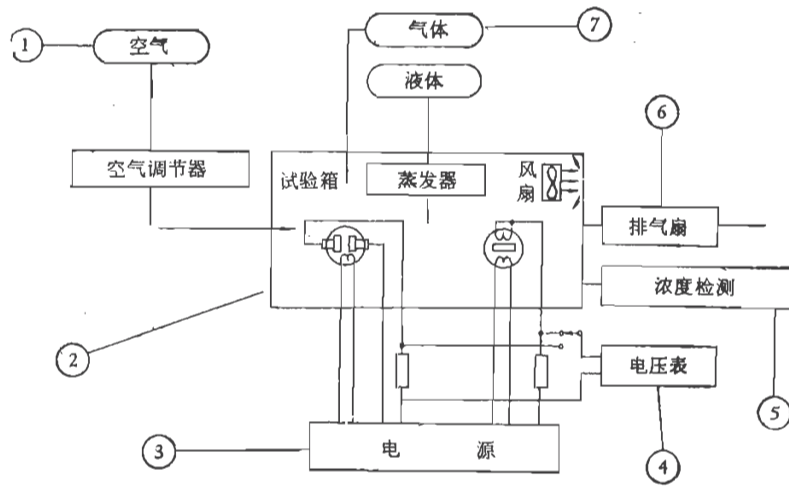 ① 空气
气体 ⑦
液体
⑥
空气调节器
试验箱
蒸发器
风
扇
排气扇
浓度检测
②
电压表
③
电 源
④
⑤